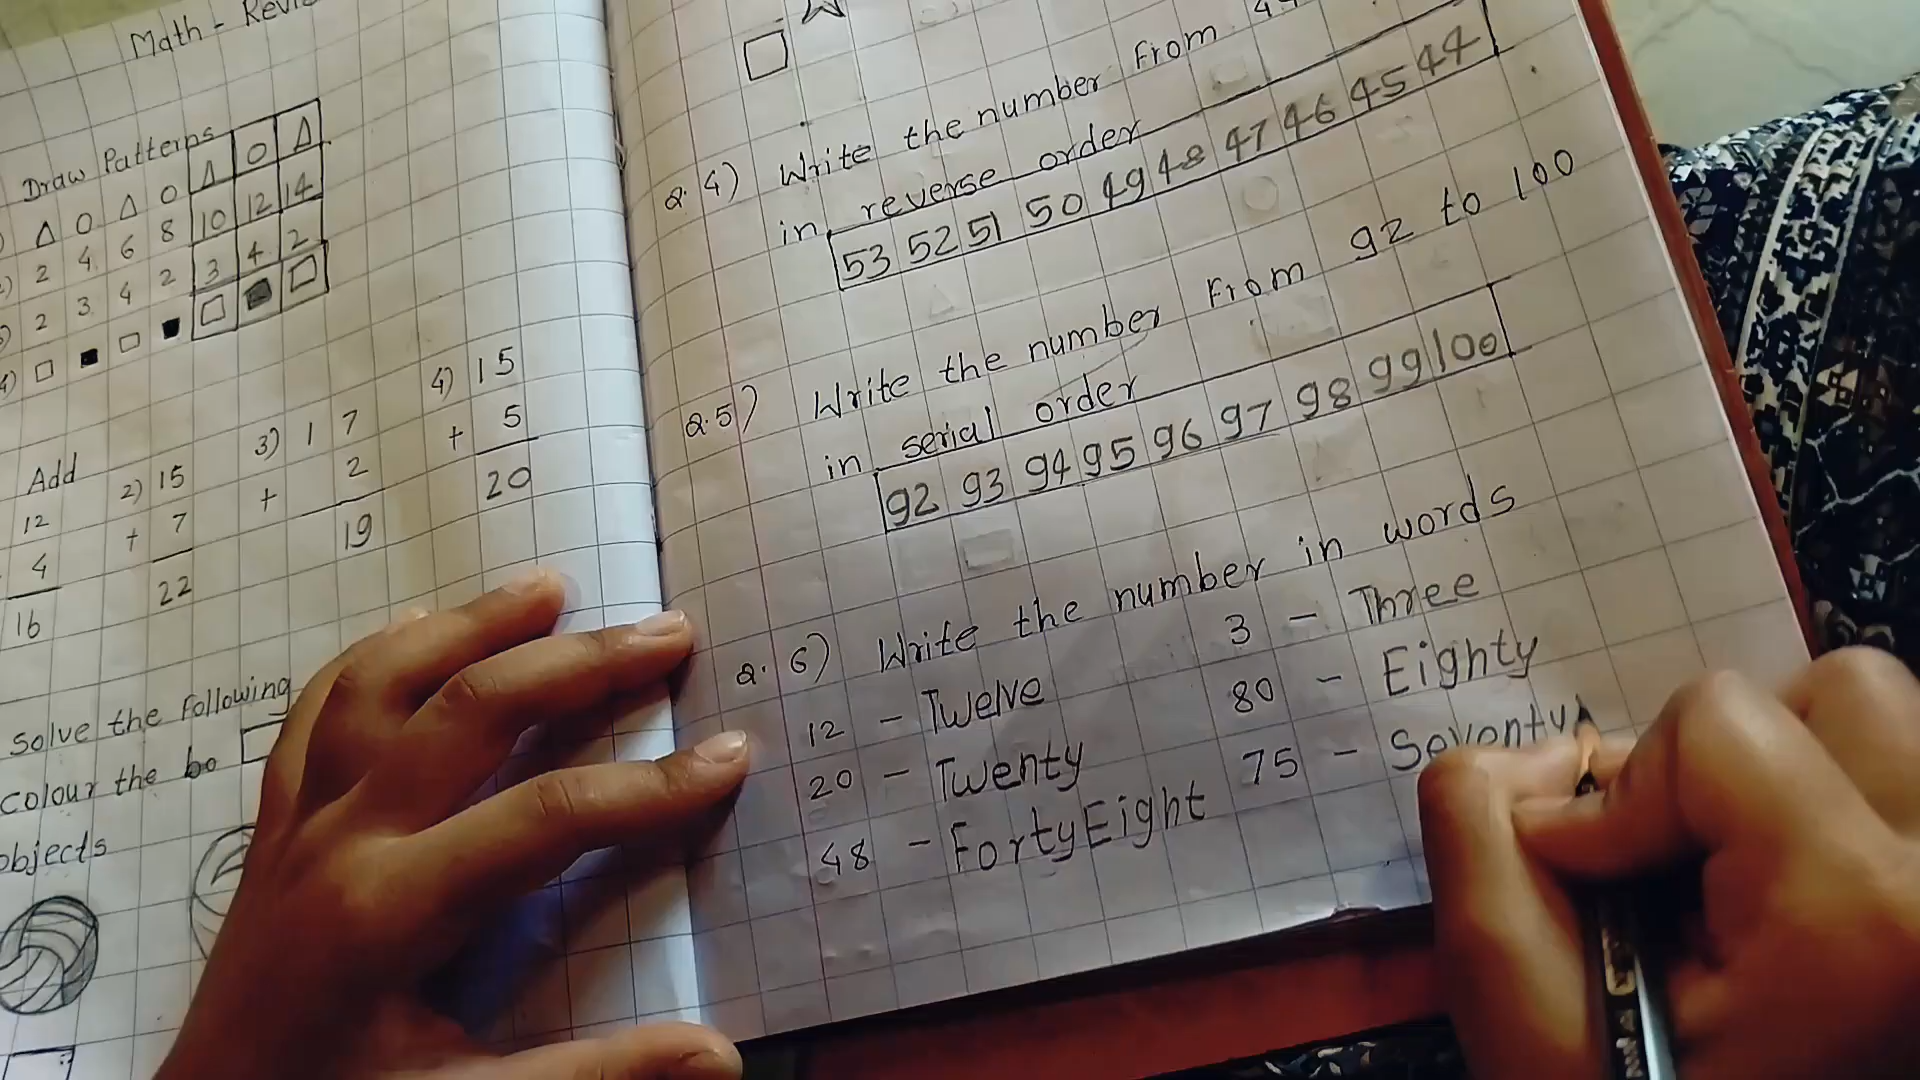 Math -
Draw Patterns
Δ O Δ O Δ O Δ
2 4 6 8 10 12 14
2 3 4 2 3 4 2
4)
Add
12
4
16
2) 15
+ 7
22
3) 17
+ 2
19
4) 15
+ 5
20
Solve the following
Colour the bo
objects
Q.4) Write the number From
in reverse order
53 52 51 50 49 48 47 46 45 44
Q.5) Write the number From 92 to 100
in serial order
92 93 94 95 96 97 98 99 100
Q.6) Write the number in words
12 - Twelve 3 - Three
20 - Twenty 80 - Eighty
48 - FortyEight 75 - Seventy